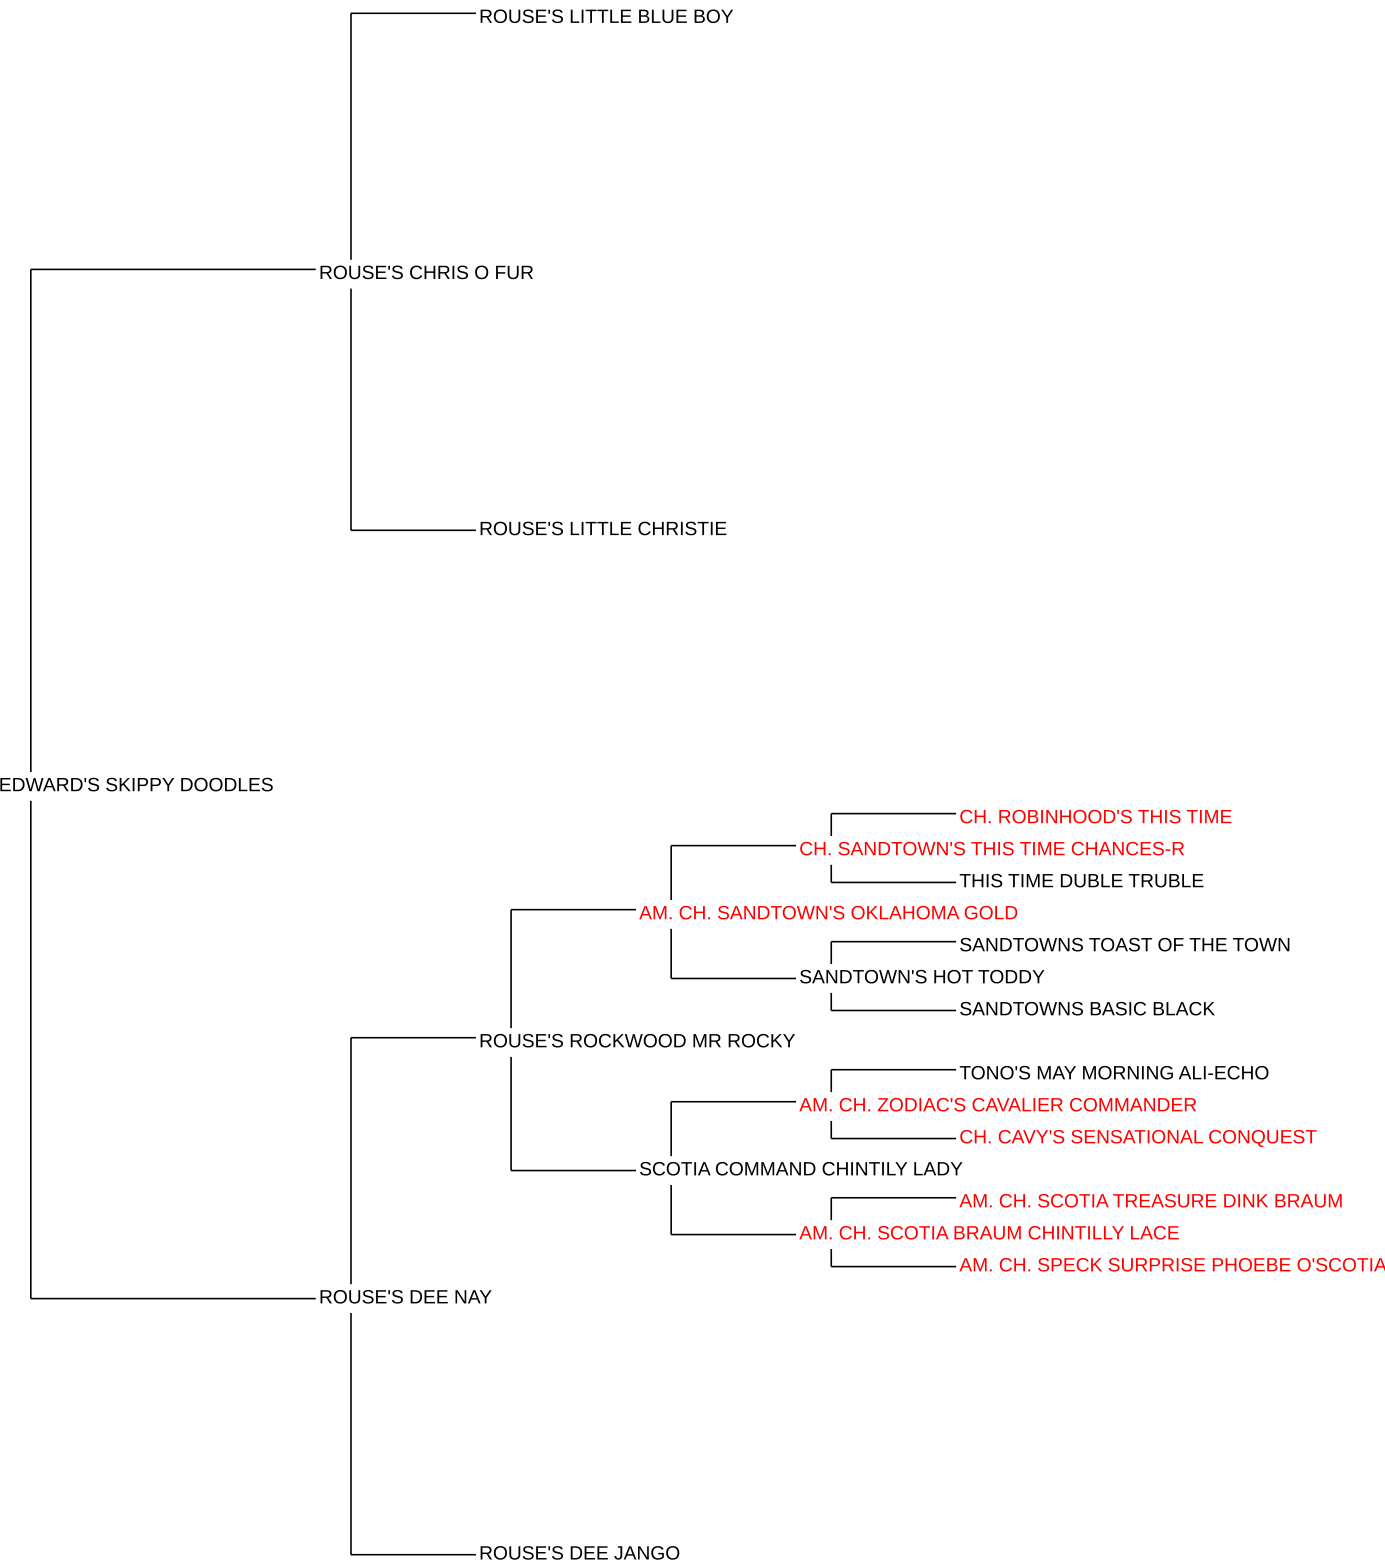 ROUSE'S LITTLE BLUE BOY
ROUSE'S CHRIS O FUR
ROUSE'S LITTLE CHRISTIE
EDWARD'S SKIPPY DOODLES
CH. ROBINHOOD'S THIS TIME
CH. SANDTOWN'S THIS TIME CHANCES-R
THIS TIME DUBLE TRUBLE
AM. CH. SANDTOWN'S OKLAHOMA GOLD
SANDTOWNS TOAST OF THE TOWN
SANDTOWN'S HOT TODDY
SANDTOWNS BASIC BLACK
ROUSE'S ROCKWOOD MR ROCKY
TONO'S MAY MORNING ALI-ECHO
AM. CH. ZODIAC'S CAVALIER COMMANDER
CH. CAVY'S SENSATIONAL CONQUEST
SCOTIA COMMAND CHINTILY LADY
AM. CH. SCOTIA TREASURE DINK BRAUM
AM. CH. SCOTIA BRAUM CHINTILLY LACE
AM. CH. SPECK SURPRISE PHOEBE O'SCOTIA
ROUSE'S DEE NAY
ROUSE'S DEE JANGO